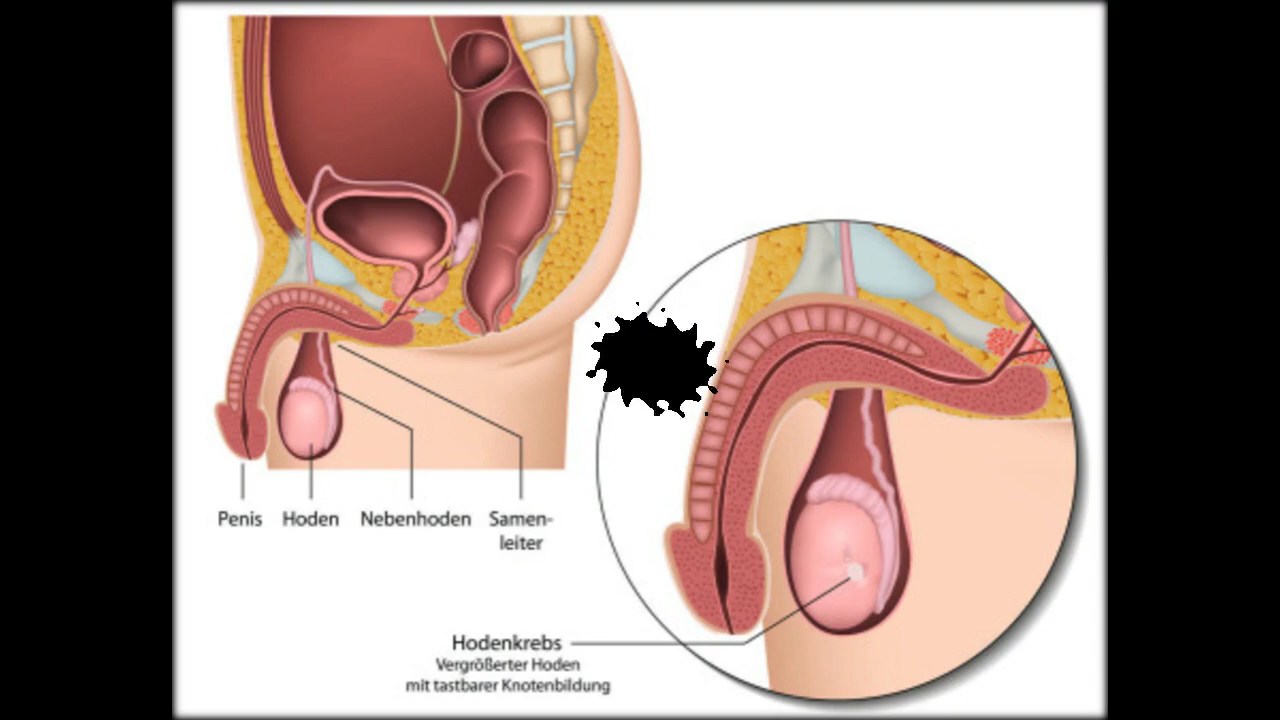 Penis Hoden Nebenhoden Samen-
leiter
Hodenkrebs
Vergrößerter Hoden
mit tastbarer Knotenbildung